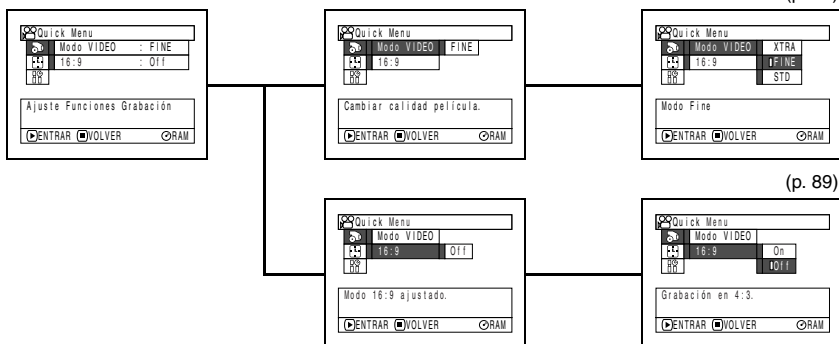 Quick Menu
Modo VIDEO : FINE
16:9 : Off
Ajuste Funciones Grabación
ENTRAR VOLVER RAM
Quick Menu
Modo VIDEO FINE
16:9
Cambiar calidad película.
ENTRAR VOLVER RAM
Quick Menu
Modo VIDEO XTRA
16:9 FINE
STD
Modo Fine
ENTRAR VOLVER RAM
(p. 89)
Quick Menu
Modo VIDEO
16:9 Off
Modo 16:9 ajustado.
ENTRAR VOLVER RAM
Quick Menu
Modo VIDEO
16:9 On
Off
Grabación en 4:3.
ENTRAR VOLVER RAM